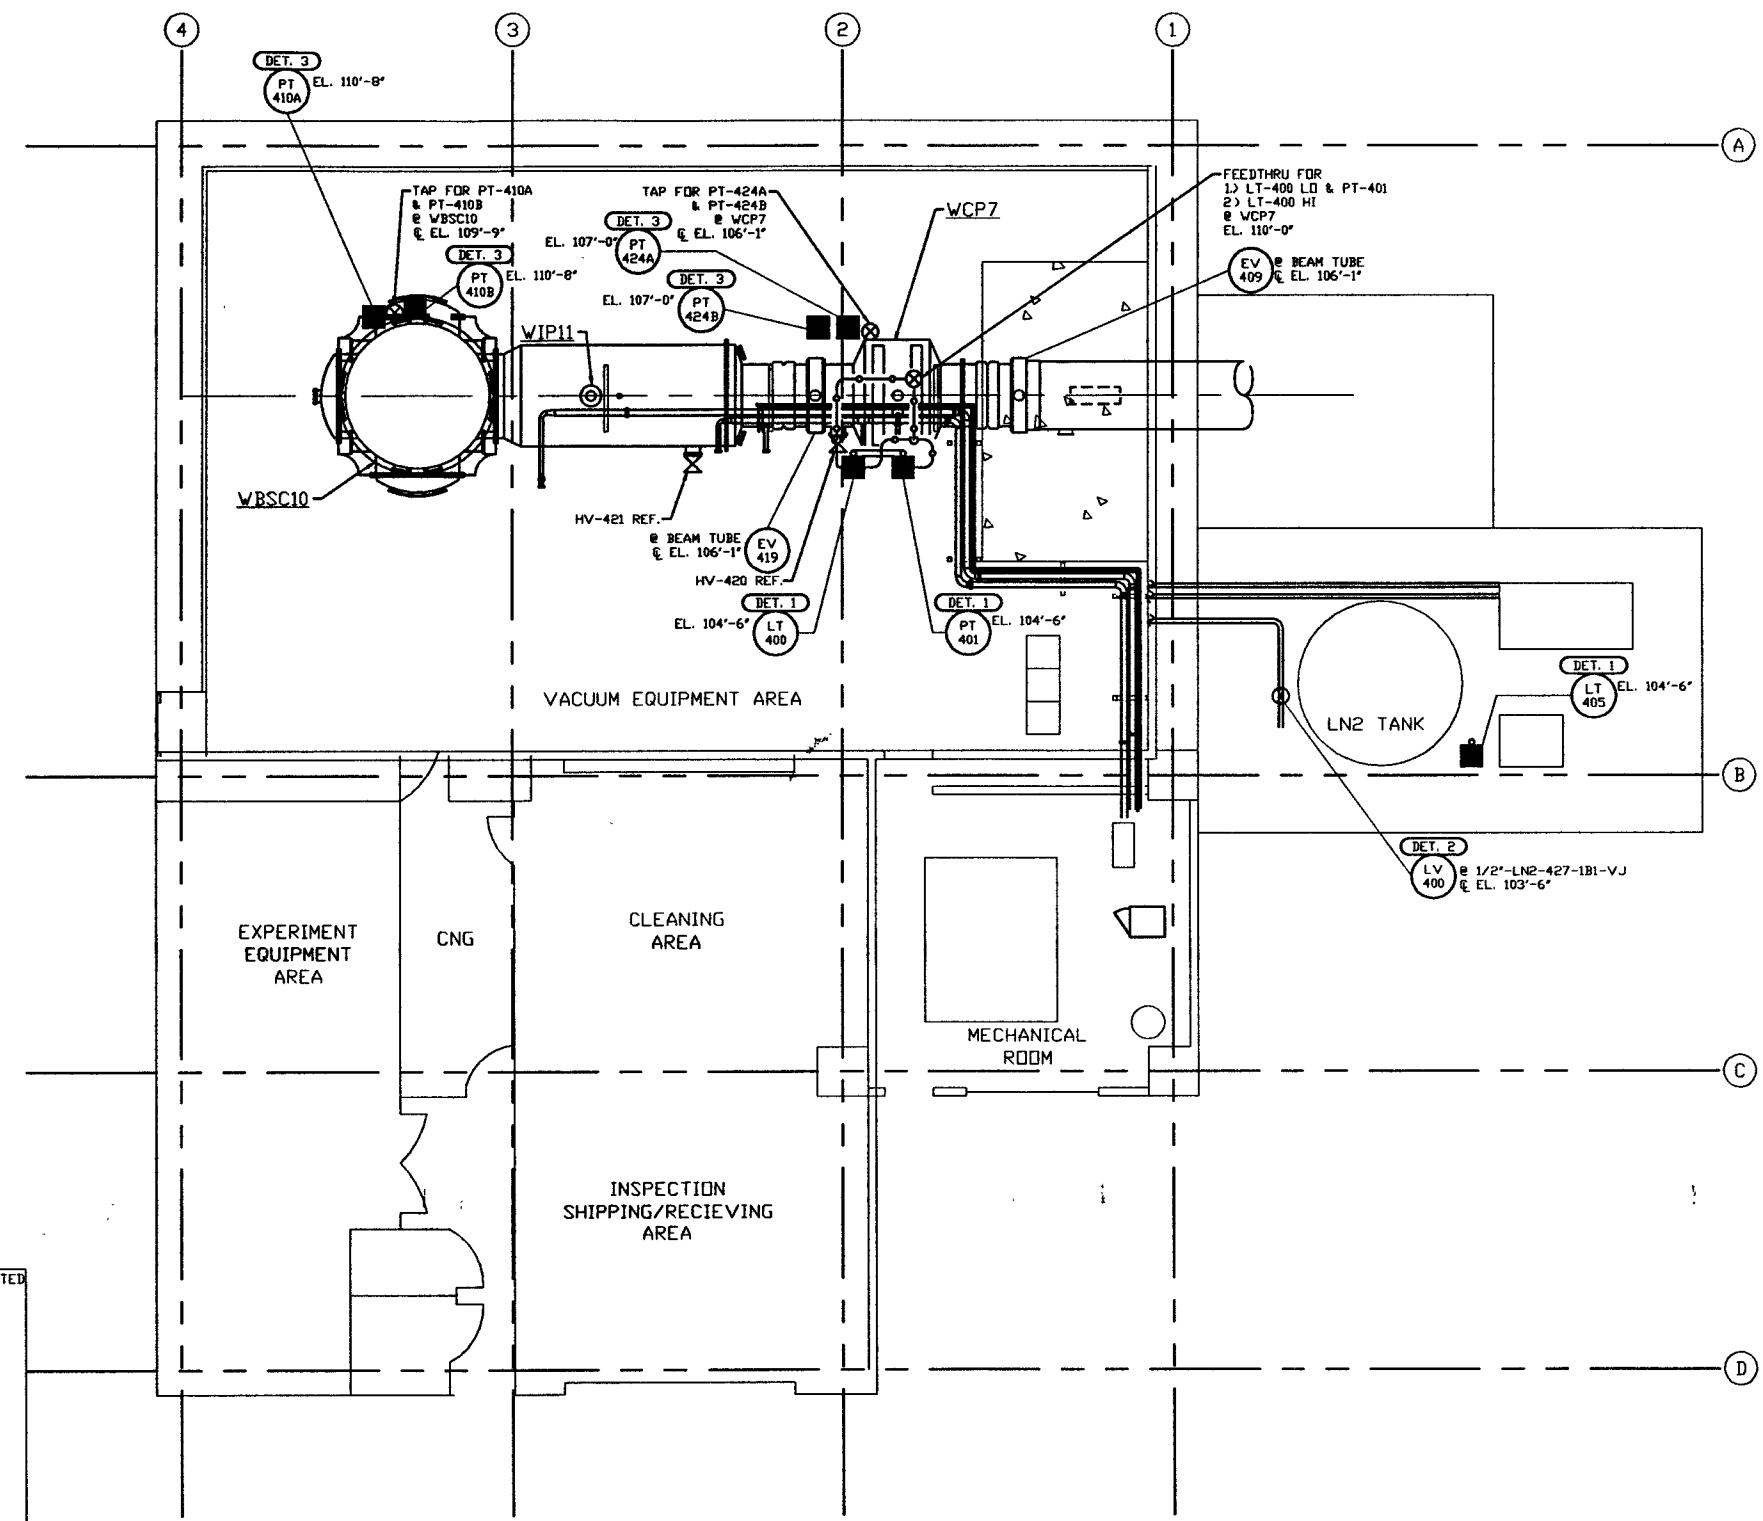 4
3
2
1
DET. 3
PT
410A
EL. 110'-8"
A
TAP FOR PT-410A
& PT-410B
@ WBSC10
℄ EL. 109'-9"
DET. 3
PT
410B
EL. 110'-8"
TAP FOR PT-424A
& PT-424B
@ WCP7
℄ EL. 106'-1"
DET. 3
EL. 107'-0"
PT
424A
DET. 3
EL. 107'-0"
PT
424B
WCP7
FEEDTHRU FOR
1.) LT-400 LO & PT-401
2) LT-400 HI
@ WCP7
EL. 110'-0"
EV
409
@ BEAM TUBE
℄ EL. 106'-1"
WIP11
WBSC10
HV-421 REF.
@ BEAM TUBE
℄ EL. 106'-1"
EV
419
HV-420 REF.
DET. 1
EL. 104'-6"
LT
400
DET. 1
PT
401
EL. 104'-6"
DET. 1
LT
405
EL. 104'-6"
VACUUM EQUIPMENT AREA
LN2 TANK
B
DET. 2
LV
400
@ 1/2"-LN2-427-1B1-VJ
℄ EL. 103'-6"
EXPERIMENT
EQUIPMENT
AREA
CNG
CLEANING
AREA
MECHANICAL
ROOM
C
INSPECTION
SHIPPING/RECIEVING
AREA
TED
D